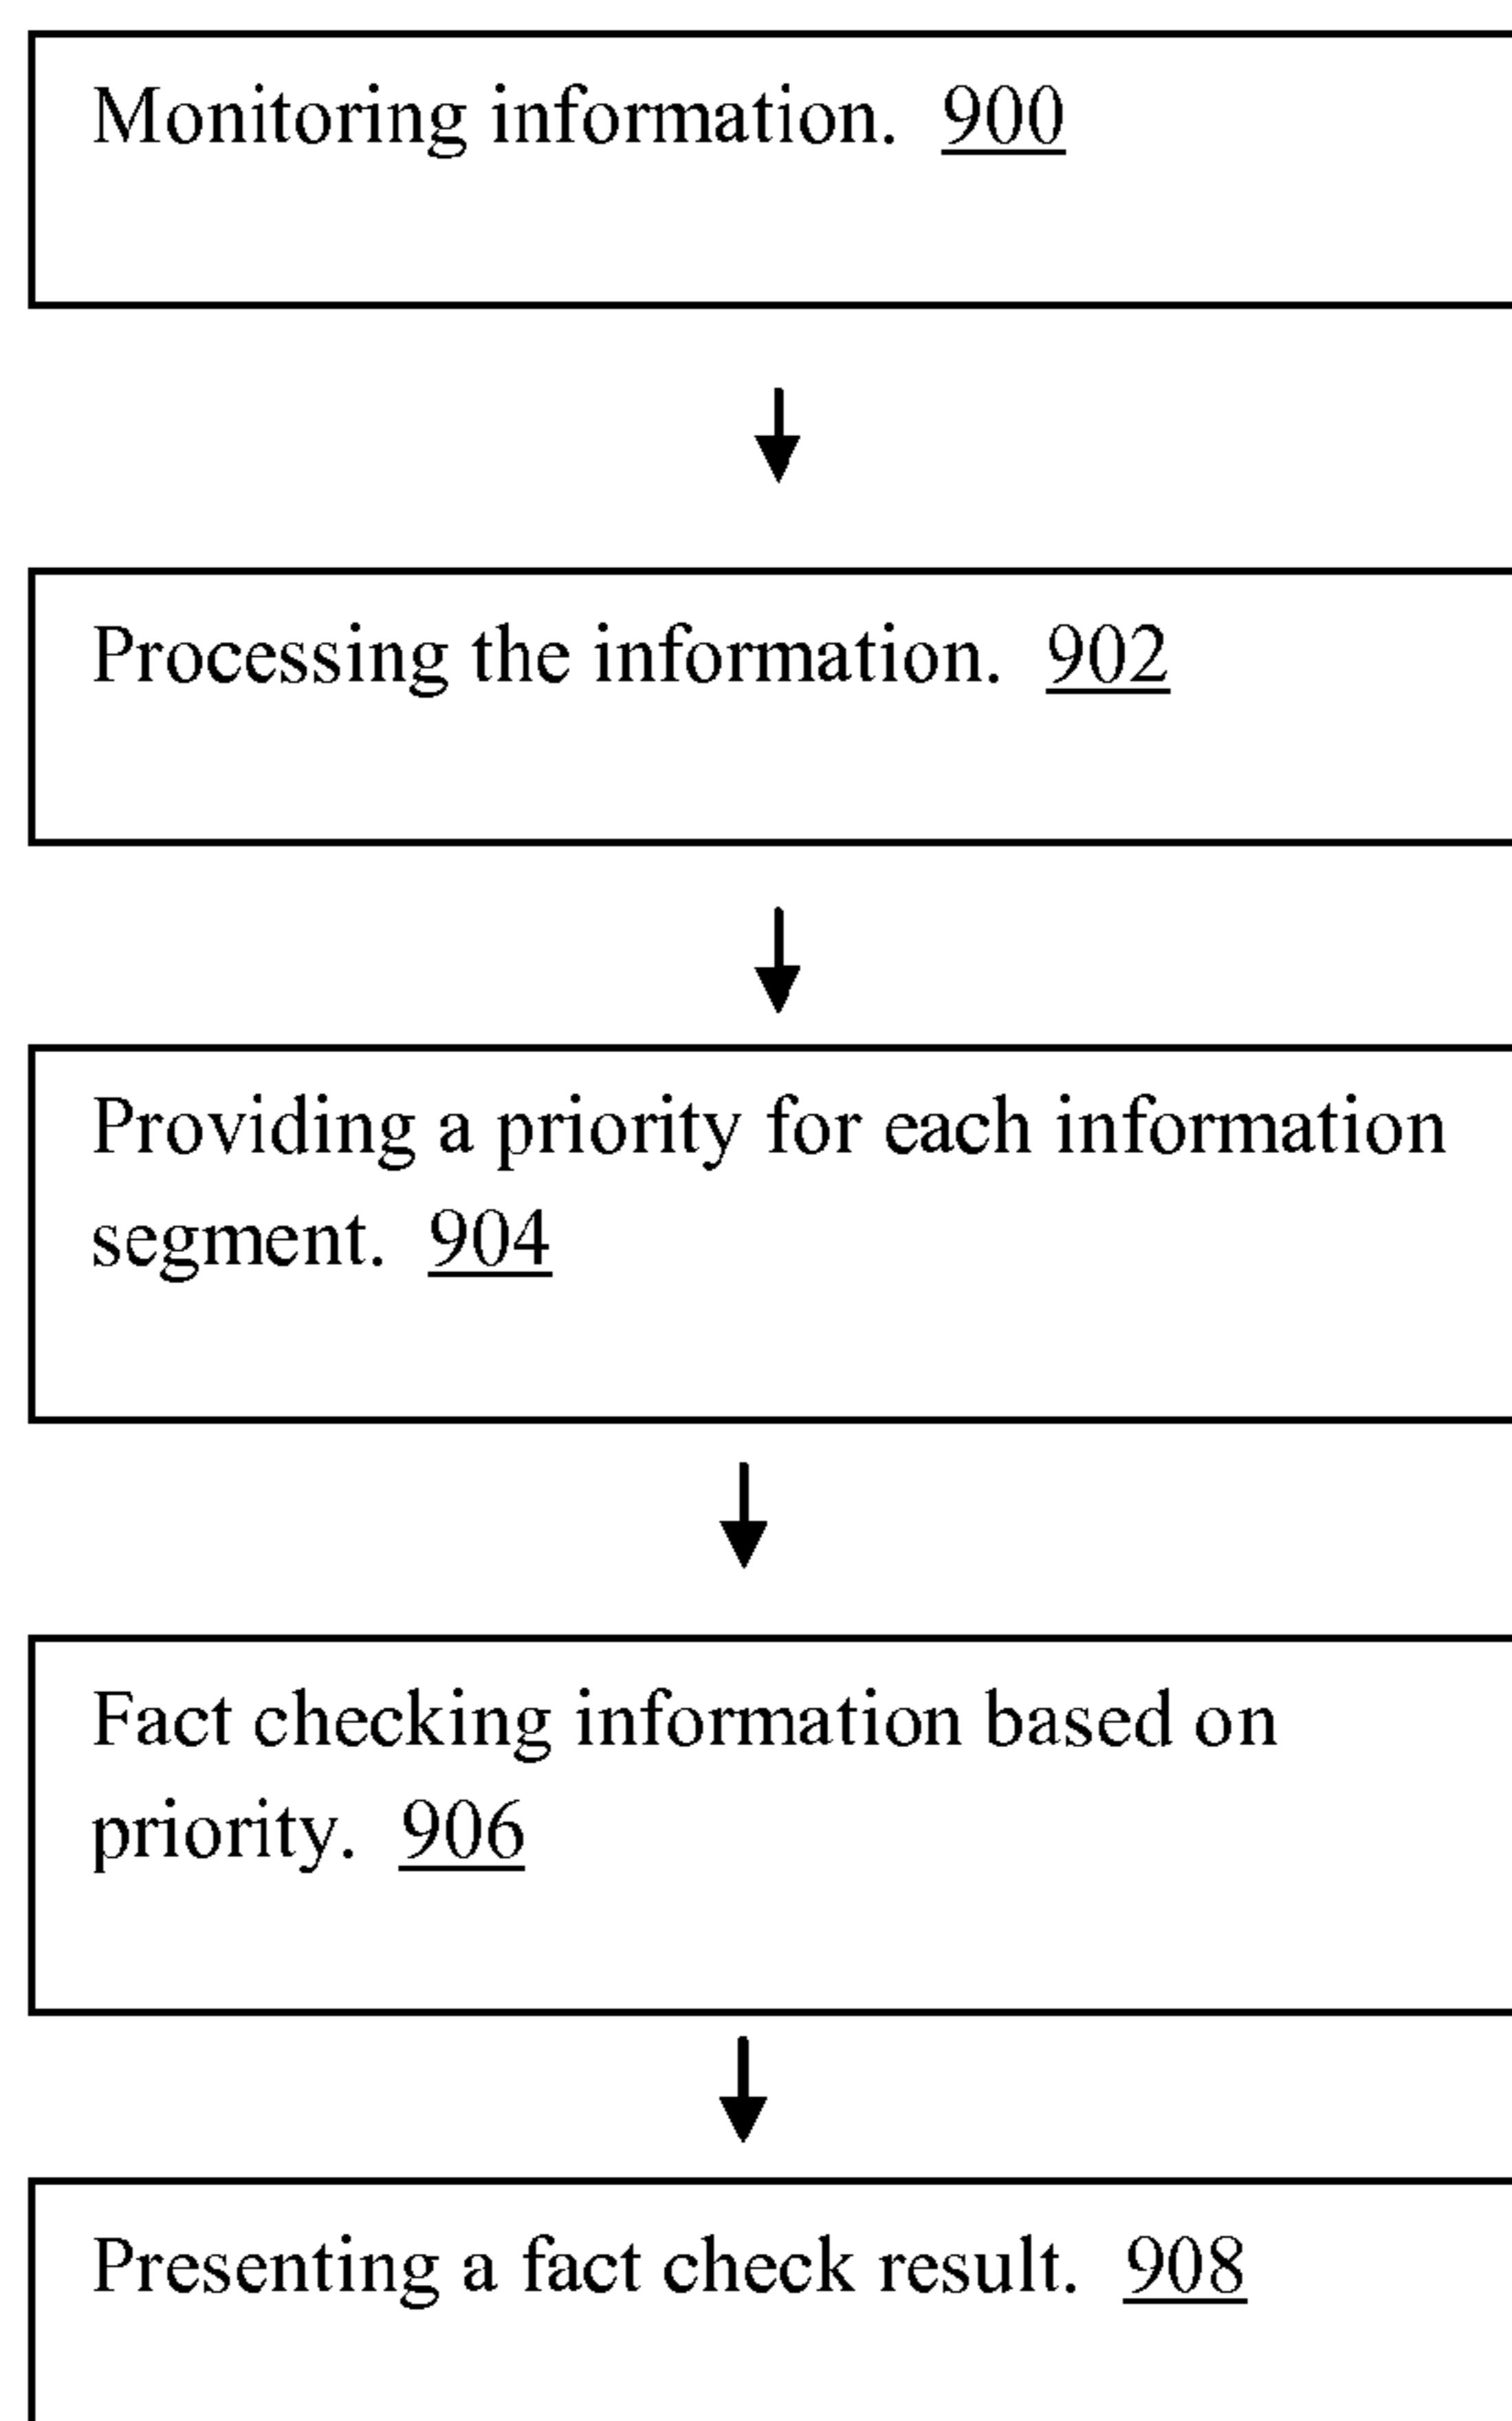 Monitoring information. 900
Processing the information. 902
Providing a priority for each information
segment. 904
Fact checking information based on
priority. 906
Presenting a fact check result. 908